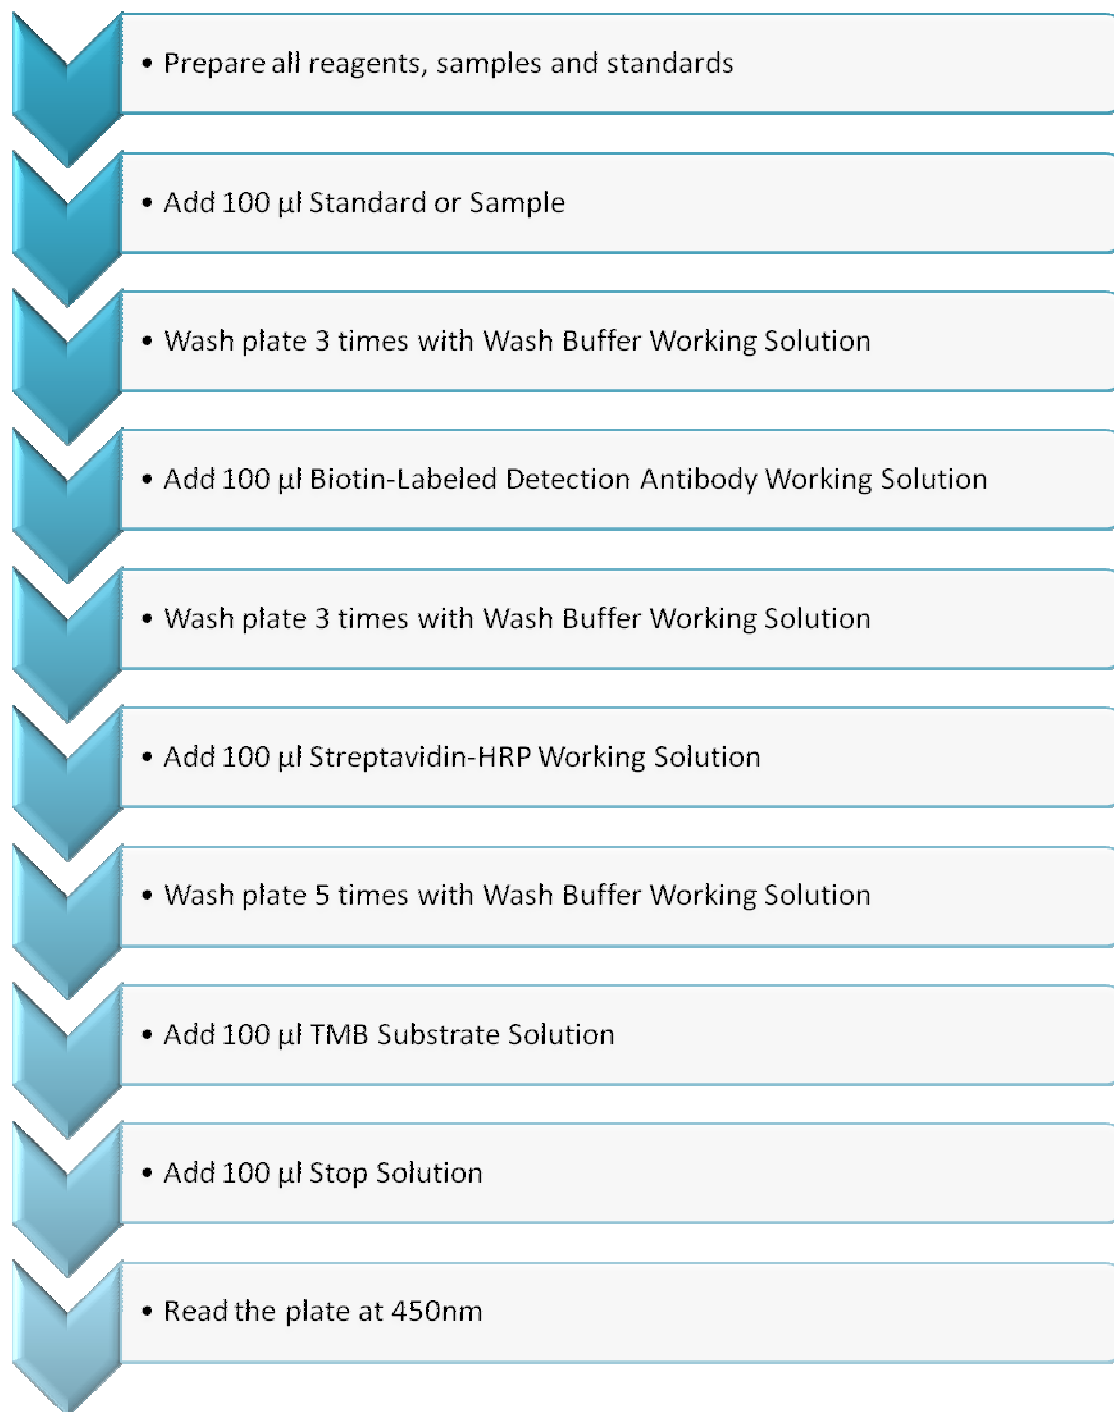 • Prepare all reagents, samples and standards
• Add 100 µl Standard or Sample
• Wash plate 3 times with Wash Buffer Working Solution
• Add 100 µl Biotin-Labeled Detection Antibody Working Solution
• Wash plate 3 times with Wash Buffer Working Solution
• Add 100 µl Streptavidin-HRP Working Solution
• Wash plate 5 times with Wash Buffer Working Solution
• Add 100 µl TMB Substrate Solution
• Add 100 µl Stop Solution
• Read the plate at 450nm